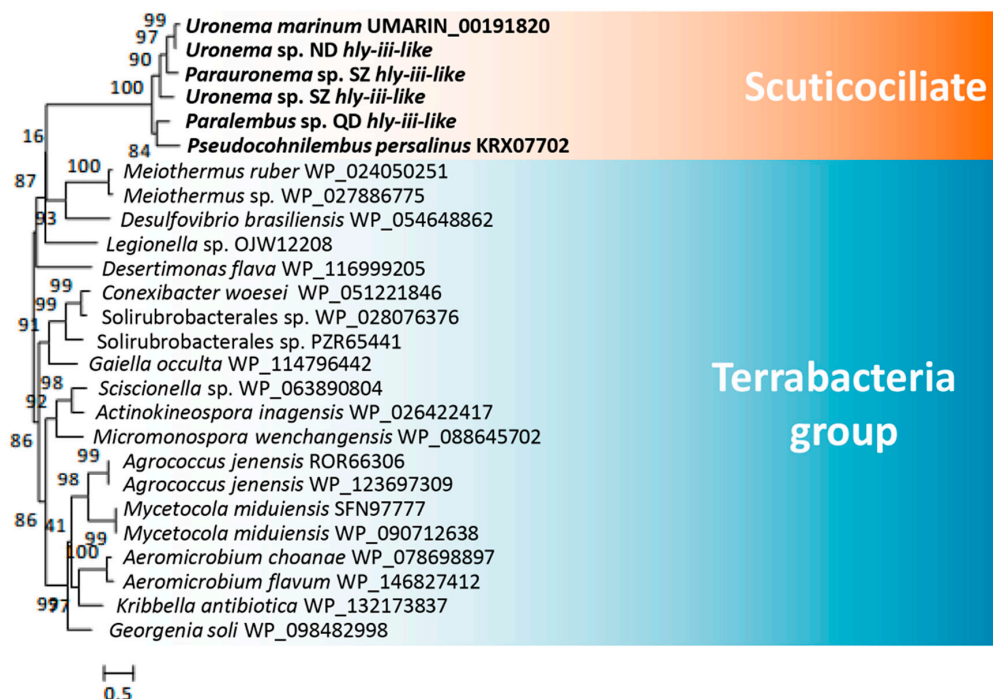 99
Uronema marinum UMARIN_00191820
97
Uronema sp. ND hly-iii-like
90
Parauronema sp. SZ hly-iii-like
100
Uronema sp. SZ hly-iii-like
Paralembus sp. QD hly-iii-like
84
Pseudocohnilembus persalinus KRX07702
Scuticociliate
16
100
Meiothermus ruber WP_024050251
87
Meiothermus sp. WP_027886775
93
Desulfovibrio brasiliensis WP_054648862
Legionella sp. OJW12208
Desertimonas flava WP_116999205
99
Conexibacter woesei WP_051221846
99
Solirubrobacterales sp. WP_028076376
91
Solirubrobacterales sp. PZR65441
Gaiella occulta WP_114796442
98
Sciscionella sp. WP_063890804
92
Actinokineospora inagensis WP_026422417
86
Micromonospora wenchangensis WP_088645702
Terrabacteria
group
99
Agrococcus jenensis ROR66306
98
Agrococcus jenensis WP_123697309
Mycetocola miduiensis SFN97777
86
41
99
Mycetocola miduiensis WP_090712638
100
Aeromicrobium choanae WP_078698897
Aeromicrobium flavum WP_146827412
99
97
Kribbella antibiotica WP_132173837
Georgenia soli WP_098482998
0.5